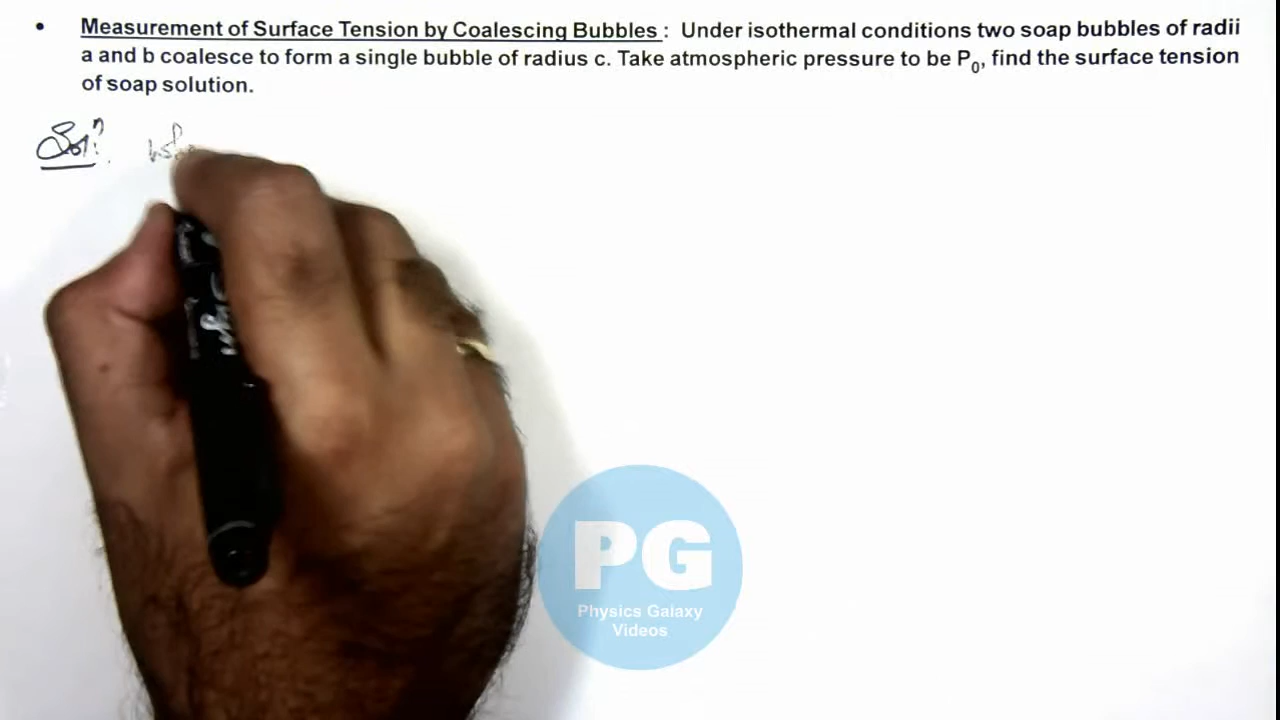 • Measurement of Surface Tension by Coalescing Bubbles : Under isothermal conditions two soap bubbles of radii
a and b coalesce to form a single bubble of radius c. Take atmospheric pressure to be P₀, find the surface tension
of soap solution.
Solⁿ.
PG
Physics Galaxy
Videos